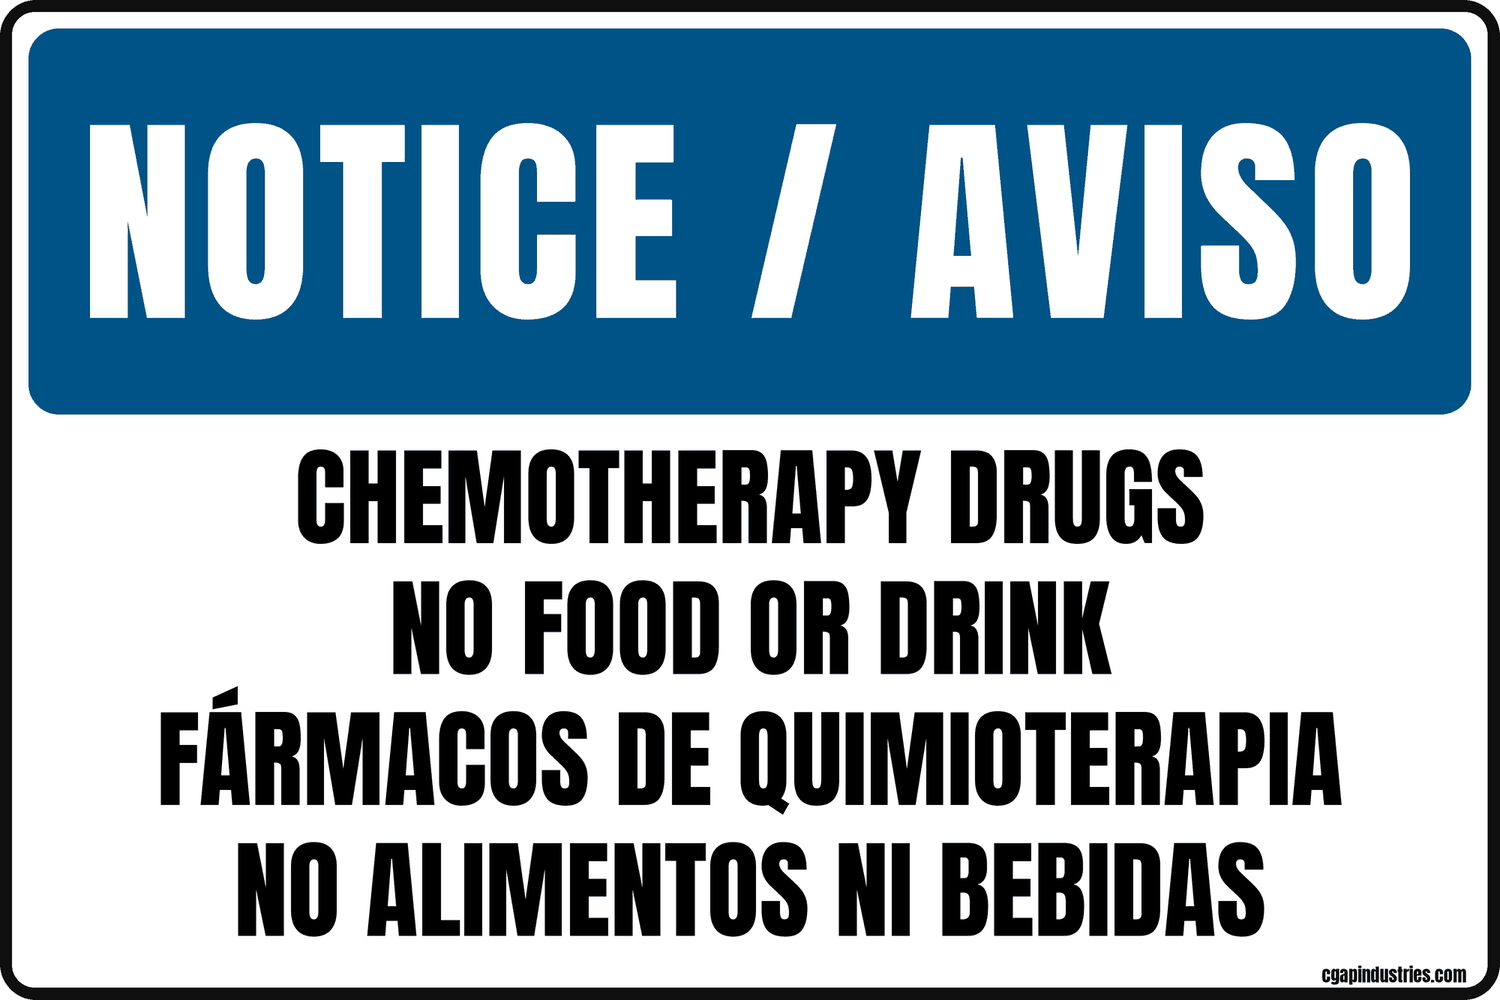 NOTICE / AVISO
CHEMOTHERAPY DRUGS
NO FOOD OR DRINK
FÁRMACOS DE QUIMIOTERAPIA
NO ALIMENTOS NI BEBIDAS
cgapindustries.com